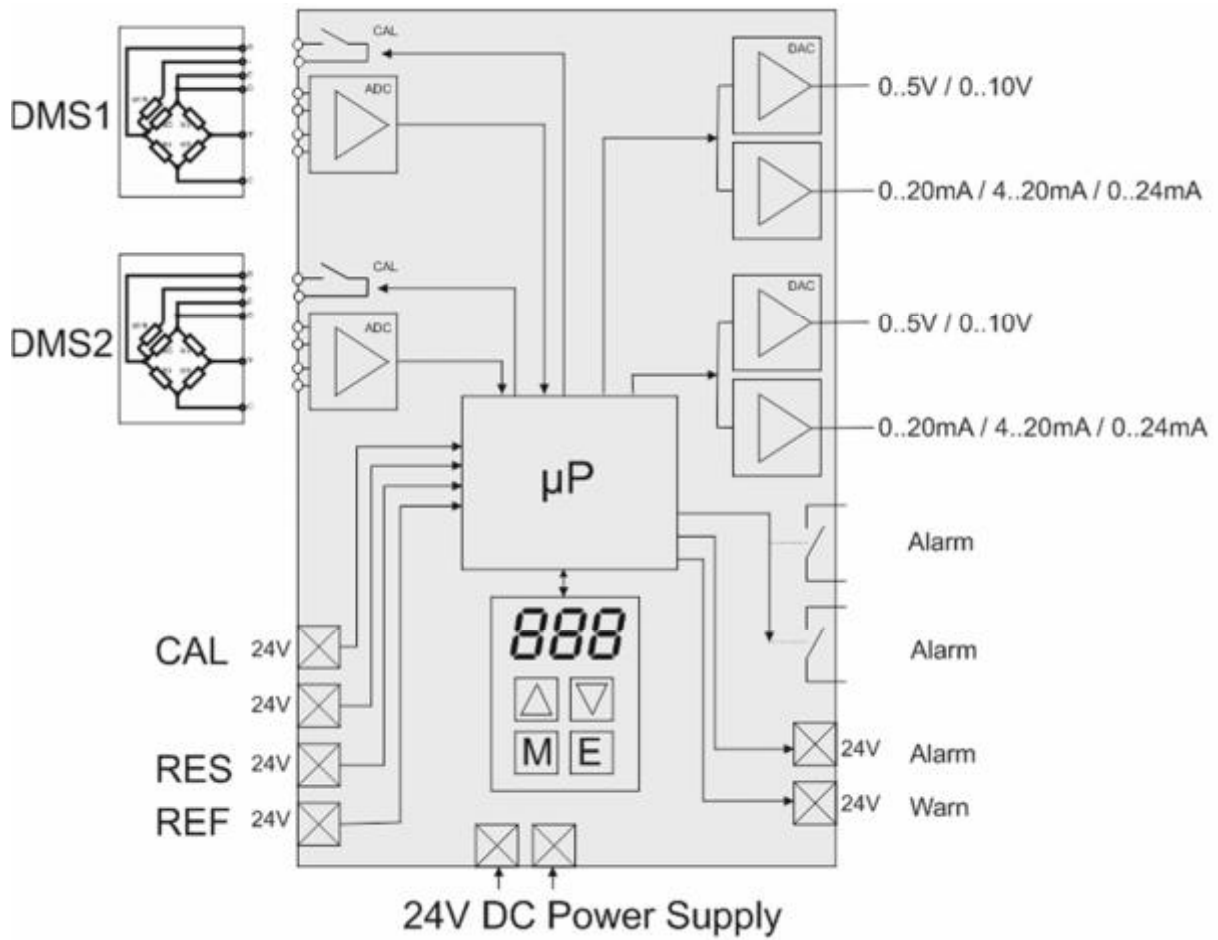 DMS1
CAL
ADC
DAC
0..5V / 0..10V
0..20mA / 4..20mA / 0..24mA
DMS2
CAL
ADC
DAC
0..5V / 0..10V
0..20mA / 4..20mA / 0..24mA
µP
Alarm
Alarm
888
M E
CAL 24V
24V
RES 24V
REF 24V
24V Alarm
24V Warn
24V DC Power Supply